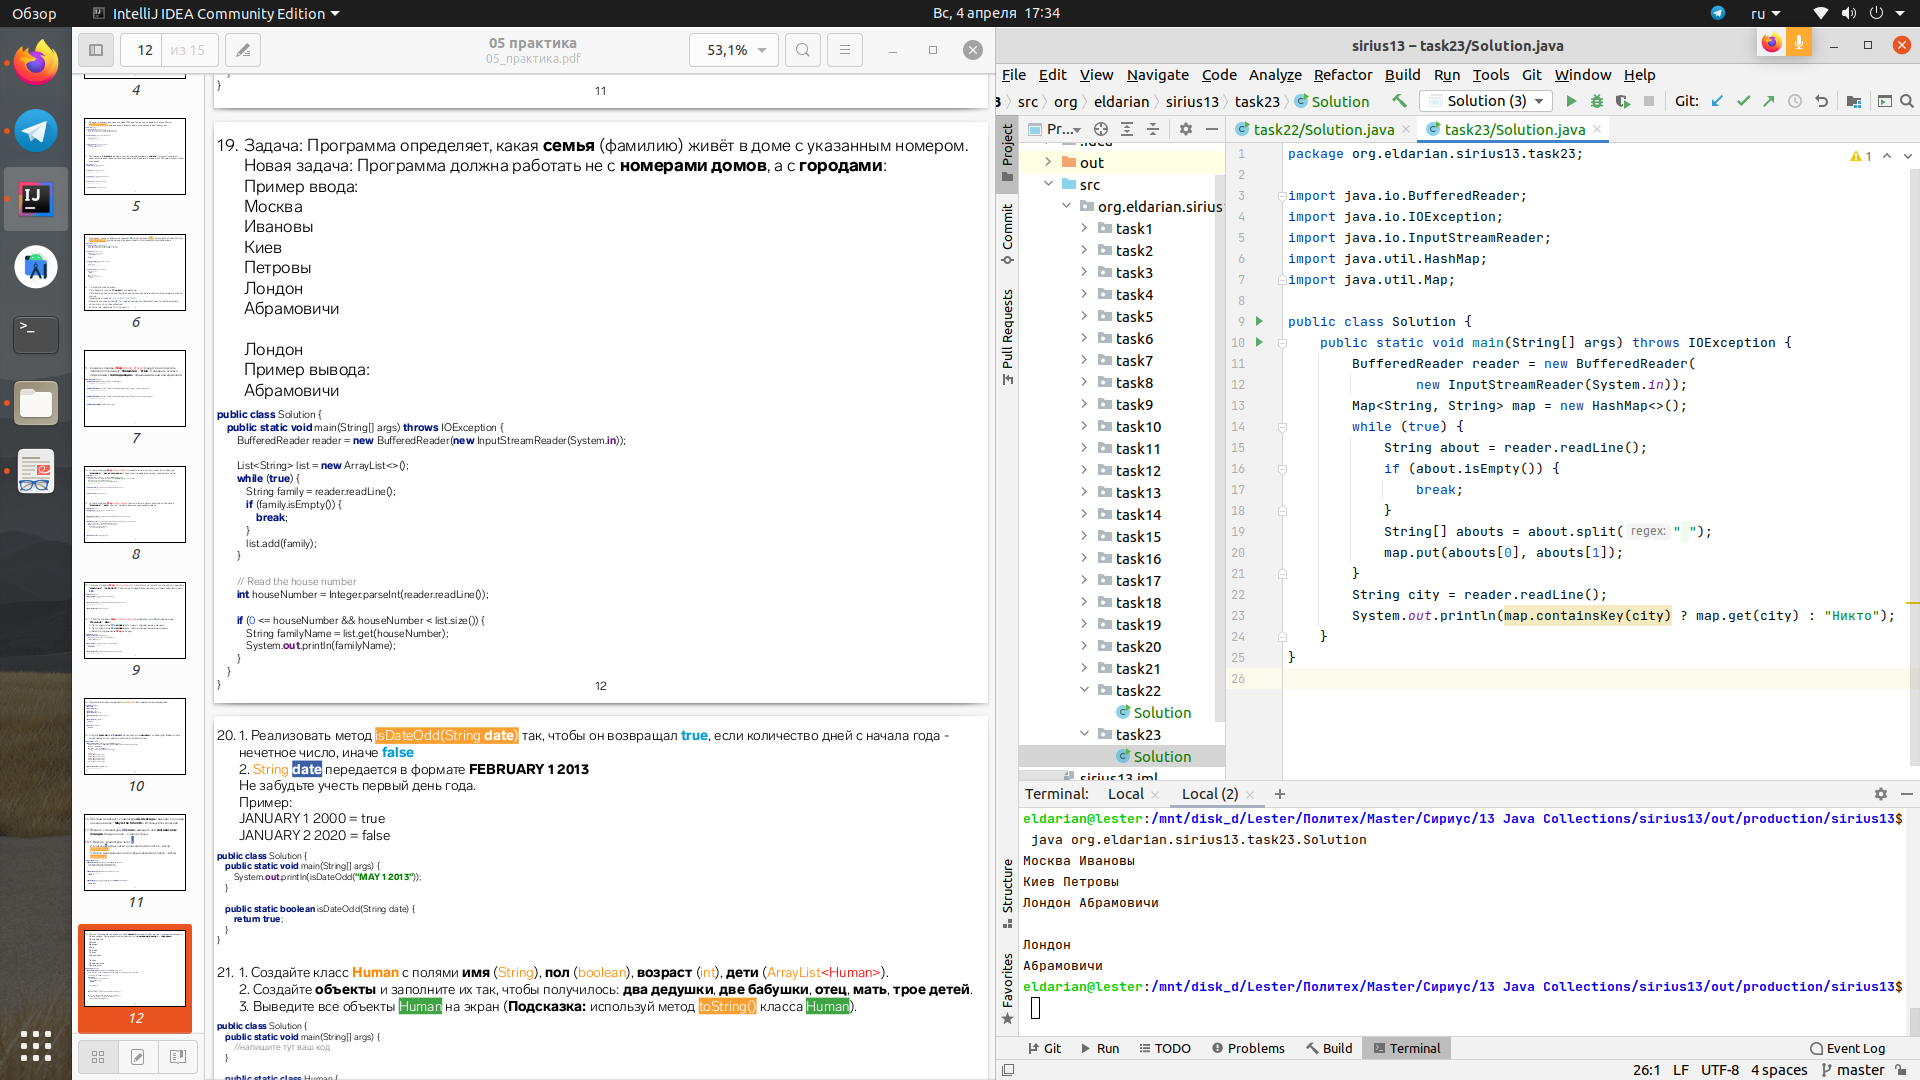 Обзор
IntelliJ IDEA Community Edition
Вс, 4 апреля 17:34
ru
12 из 15
05 практика
05_практика.pdf
53,1%
4
5
6
7
8
9
10
11
12
}
11
19. Задача: Программа определяет, какая семья (фамилию) живёт в доме с указанным номером.
Новая задача: Программа должна работать не с номерами домов, а с городами:
Пример ввода:
Москва
Ивановы
Киев
Петровы
Лондон
Абрамовичи
Лондон
Пример вывода:
Абрамовичи
public class Solution {
public static void main(String[] args) throws IOException {
BufferedReader reader = new BufferedReader(new InputStreamReader(System.in));
List<String> list = new ArrayList<>();
while (true) {
String family = reader.readLine();
if (family.isEmpty()) {
break;
}
list.add(family);
}
// Read the house number
int houseNumber = Integer.parseInt(reader.readLine());
if (0 <= houseNumber && houseNumber < list.size()) {
String familyName = list.get(houseNumber);
System.out.println(familyName);
}
}
}
12
20. 1. Реализовать метод isDateOdd(String date) так, чтобы он возвращал true, если количество дней с начала года -
нечетное число, иначе false
2. String date передается в формате FEBRUARY 1 2013
Не забудьте учесть первый день года.
Пример:
JANUARY 1 2000 = true
JANUARY 2 2020 = false
public class Solution {
public static void main(String[] args) {
System.out.println(isDateOdd("MAY 1 2013"));
}
public static boolean isDateOdd(String date) {
return true;
}
}
21. 1. Создайте класс Human с полями имя (String), пол (boolean), возраст (int), дети (ArrayList<Human>).
2. Создайте объекты и заполните их так, чтобы получилось: два дедушки, две бабушки, отец, мать, трое детей.
3. Выведите все объекты Human на экран (Подсказка: используй метод toString() класса Human).
public class Solution {
public static void main(String[] args) {
//напишите тут ваш код
}
public static class Human {
sirius13 – task23/Solution.java
File Edit View Navigate Code Analyze Refactor Build Run Tools Git Window Help
3 src org eldarian sirius13 task23 Solution
Solution (3)
Git:
Pr...
task22/Solution.java
task23/Solution.java
Project
Commit
Pull Requests
Structure
Favorites
.idea
out
src
org.eldarian.sirius
task1
task2
task3
task4
task5
task6
task7
task8
task9
task10
task11
task12
task13
task14
task15
task16
task17
task18
task19
task20
task21
task22
Solution
task23
Solution
sirius13.iml
1 package org.eldarian.sirius13.task23;
2
3 import java.io.BufferedReader;
4 import java.io.IOException;
5 import java.io.InputStreamReader;
6 import java.util.HashMap;
7 import java.util.Map;
8
9 public class Solution {
10 public static void main(String[] args) throws IOException {
11 BufferedReader reader = new BufferedReader(
12 new InputStreamReader(System.in));
13 Map<String, String> map = new HashMap<>();
14 while (true) {
15 String about = reader.readLine();
16 if (about.isEmpty()) {
17 break;
18 }
19 String[] abouts = about.split( regex: " ");
20 map.put(abouts[0], abouts[1]);
21 }
22 String city = reader.readLine();
23 System.out.println(map.containsKey(city) ? map.get(city) : "Никто");
24 }
25 }
26
1
Terminal: Local Local (2)
eldarian@lester:/mnt/disk_d/Lester/Политех/Master/Сириус/13 Java Collections/sirius13/out/production/sirius13$
java org.eldarian.sirius13.task23.Solution
Москва Ивановы
Киев Петровы
Лондон Абрамовичи
Лондон
Абрамовичи
eldarian@lester:/mnt/disk_d/Lester/Политех/Master/Сириус/13 Java Collections/sirius13/out/production/sirius13$
Git Run TODO Problems Build Terminal Event Log
26:1 LF UTF-8 4 spaces master